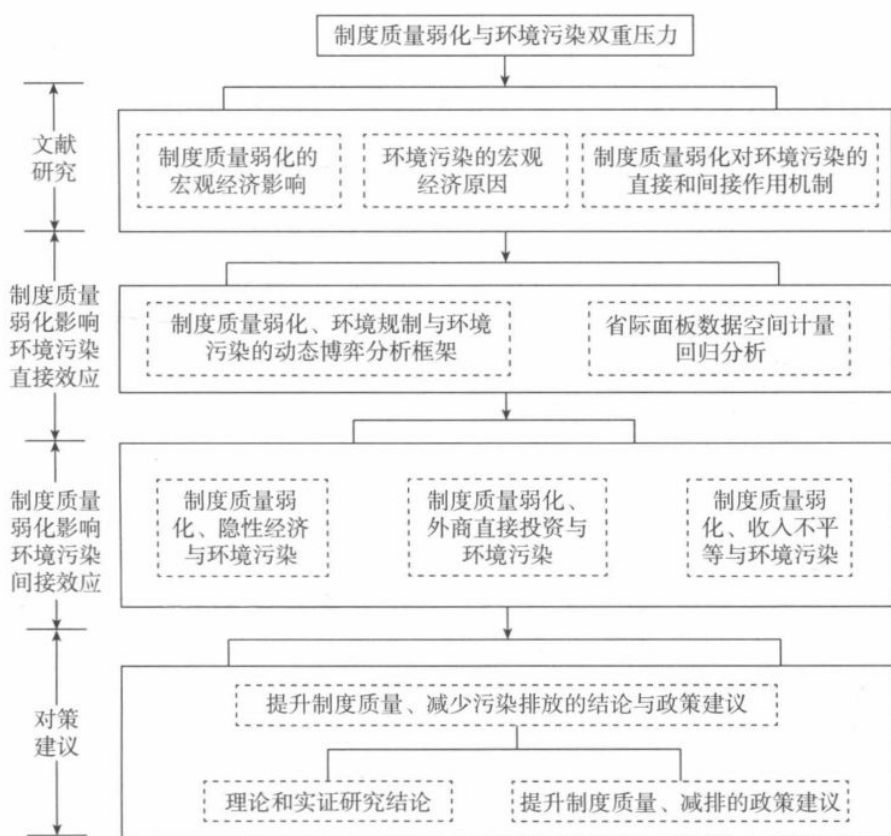 制度质量弱化与环境污染双重压力
文献
研究
制度质量弱化的
宏观经济影响
环境污染的宏观
经济原因
制度质量弱化对环境污染的
直接和间接作用机制
制度质量
弱化影响
环境污染
直接效应
制度质量弱化、环境规制与环境
污染的动态博弈分析框架
省际面板数据空间计量
回归分析
制度质量
弱化影响
环境污染
间接效应
制度质量弱
化、隐性经济
与环境污染
制度质量弱化、
外商直接投资与
环境污染
制度质量弱
化、收入不平
等与环境污染
对策
建议
提升制度质量、减少污染排放的结论与政策建议
理论和实证研究结论
提升制度质量、减排的政策建议